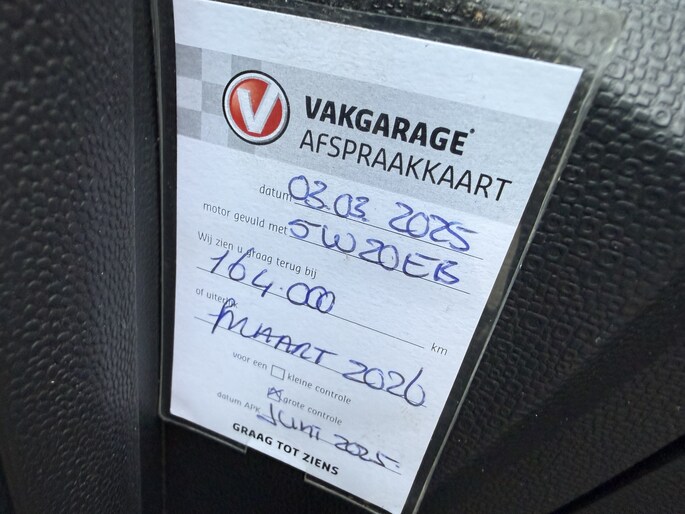 V VAKGARAGE®
AFSPRAAKKAART
datum 03.03.2025
motor gevuld met 5W20EB
Wij zien u graag terug bij
164.000 km
of uiterlijk
MAART 2026
voor een kleine controle
grote controle
datum APK JUNI 2025.
GRAAG TOT ZIENS